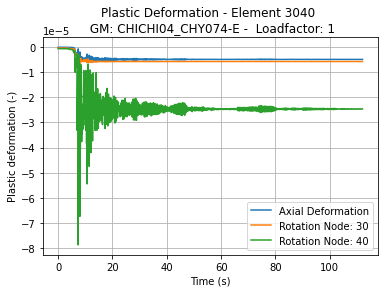 Plastic Deformation - Element 3040
GM: CHICHI04_CHY074-E -  Loadfactor: 1
1e−5
0
−1
−2
−3
−4
−5
−6
−7
−8
Plastic deformation (-)
0 20 40 60 80 100
Time (s)
Axial Deformation
Rotation Node: 30
Rotation Node: 40